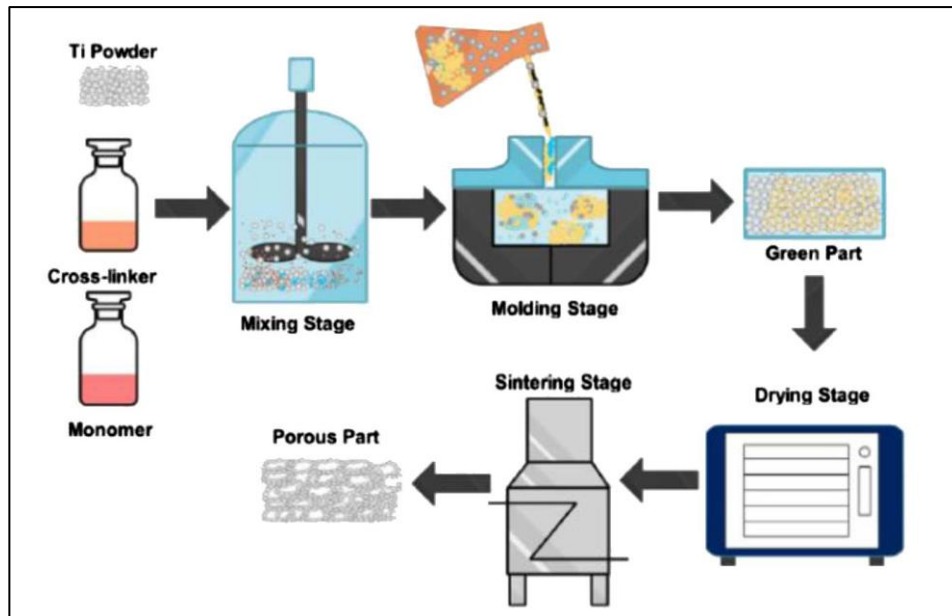 Ti Powder
Cross-linker
Monomer
Mixing Stage
Molding Stage
Green Part
Drying Stage
Sintering Stage
Porous Part